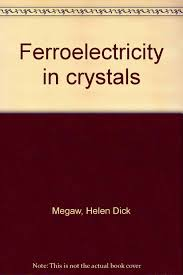 Ferroelectricity
in crystals
Megaw, Helen Dick
Note: This is not the actual book cover